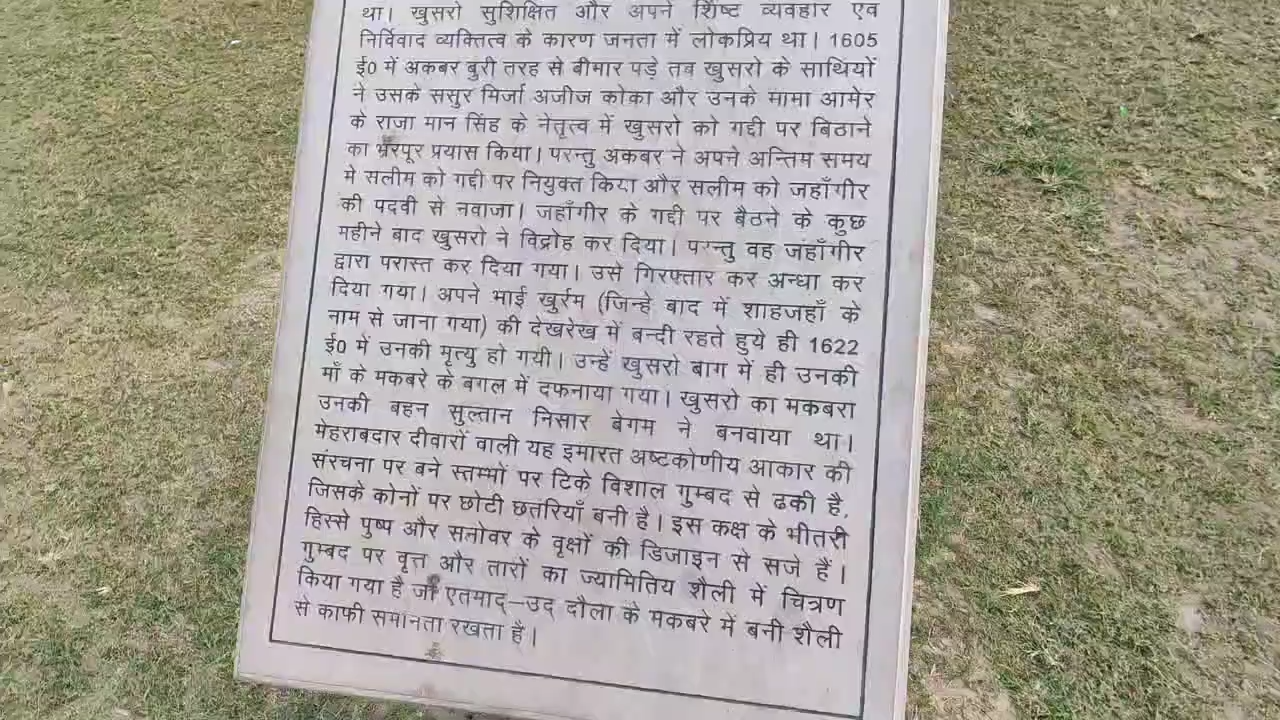 था। खुसरो सुशिक्षित और अपने शिष्ट व्यवहार एव
निर्विवाद व्यक्तित्व के कारण जनता में लोकप्रिय था। 1605
ई0 में अकबर बुरी तरह से बीमार पड़े तब खुसरो के साथियों
ने उसके ससुर मिर्जा अजीज कोका और उनके मामा आमेर
के राजा मान सिंह के नेतृत्व में खुसरो को गद्दी पर बिठाने
का भरपूर प्रयास किया। परन्तु अकबर ने अपने अन्तिम समय
मे सलीम को गद्दी पर नियुक्त किया और सलीम को जहाँगीर
की पदवी से नवाजा। जहाँगीर के गद्दी पर बैठने के कुछ
महीने बाद खुसरो ने विद्रोह कर दिया। परन्तु वह जहाँगीर
द्वारा परास्त कर दिया गया। उसे गिरफ्तार कर अन्धा कर
दिया गया। अपने भाई खुर्रम (जिन्हे बाद में शाहजहाँ के
नाम से जाना गया) की देखरेख में बन्दी रहते हुये ही 1622
ई0 में उनकी मृत्यु हो गयी। उन्हें खुसरो बाग में ही उनकी
माँ के मकबरे के बगल में दफनाया गया। खुसरो का मकबरा
उनकी बहन सुल्तान निसार बेगम ने बनवाया था।
मेहराबदार दीवारों वाली यह इमारत अष्टकोणीय आकार की
संरचना पर बने स्तम्भों पर टिके विशाल गुम्बद से ढकी है,
जिसके कोनों पर छोटी छतरियाँ बनी है। इस कक्ष के भीतरी
हिस्से पुष्प और सनोवर के वृक्षों की डिजाइन से सजे हैं।
गुम्बद पर वृत्त और तारों का ज्यामितिय शैली में चित्रण
किया गया है जो एतमाद्–उद् दौला के मकबरे में बनी शैली
से काफी समानता रखता है।